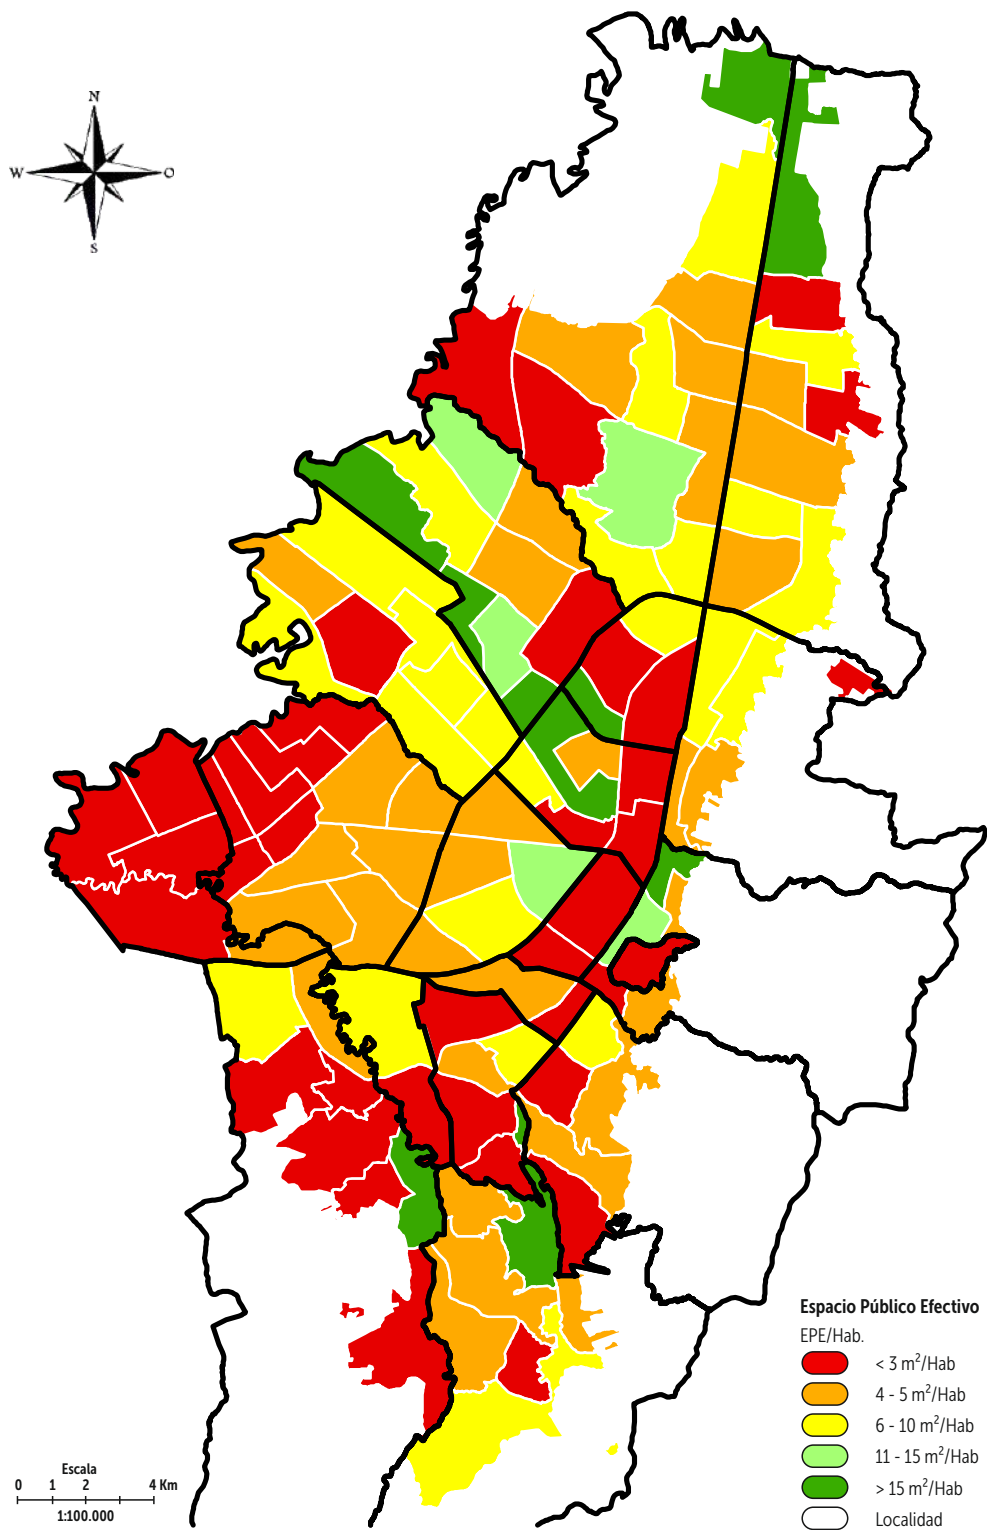 N
W
O
S
Espacio Público Efectivo
EPE/Hab.
< 3 m²/Hab
4 - 5 m²/Hab
6 - 10 m²/Hab
11 - 15 m²/Hab
> 15 m²/Hab
Localidad
Escala
0 1 2 4 Km
1:100.000